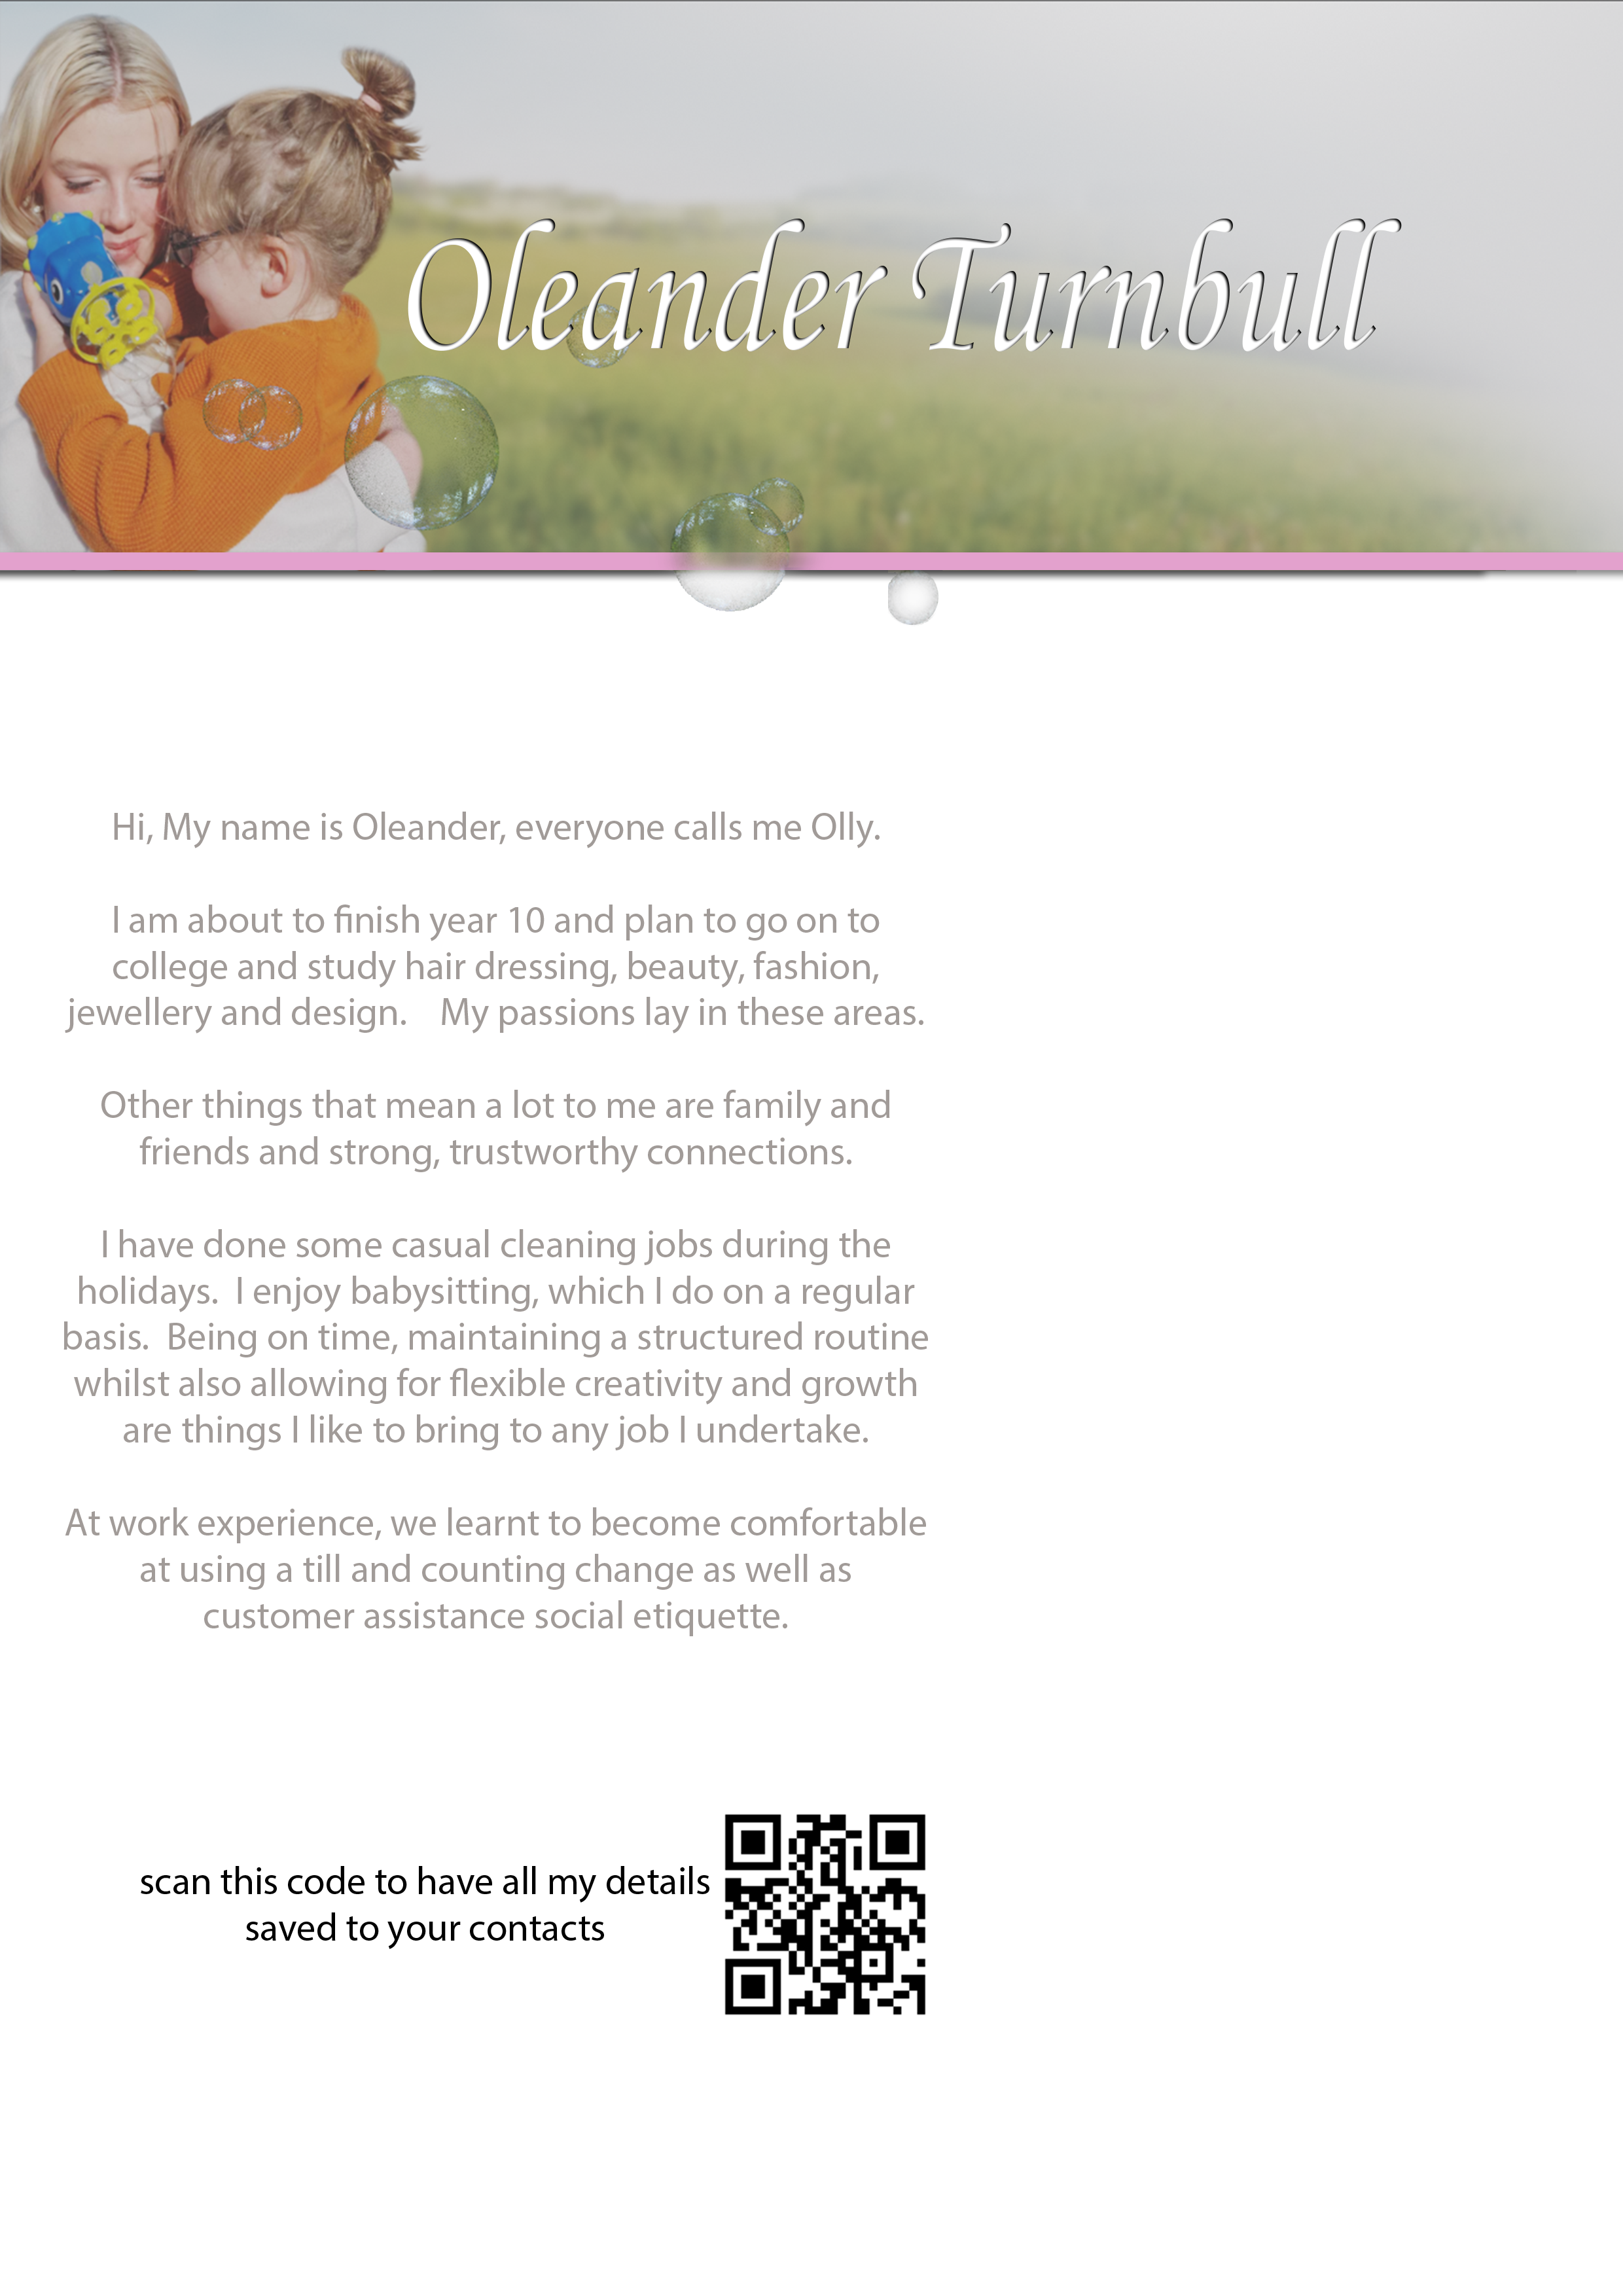 Oleander Turnbull
Hi, My name is Oleander, everyone calls me Olly.
I am about to finish year 10 and plan to go on to
college and study hair dressing, beauty, fashion,
jewellery and design.    My passions lay in these areas.
Other things that mean a lot to me are family and
friends and strong, trustworthy connections.
I have done some casual cleaning jobs during the
holidays.  I enjoy babysitting, which I do on a regular
basis.  Being on time, maintaining a structured routine
whilst also allowing for flexible creativity and growth
are things I like to bring to any job I undertake.
At work experience, we learnt to become comfortable
at using a till and counting change as well as
customer assistance social etiquette.
scan this code to have all my details
saved to your contacts